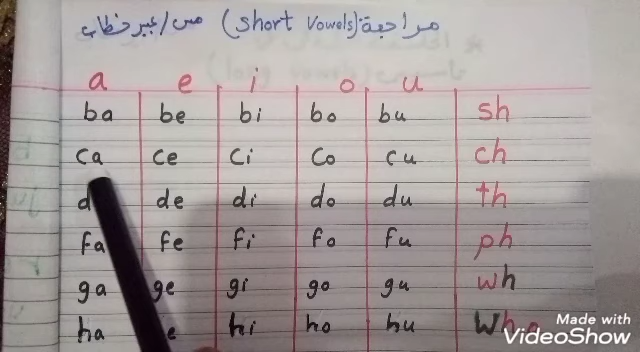 مراجعة (short vowels) مس/عبير خطاب
a e i o u
ba be bi bo bu sh
ca ce ci co cu ch
d de di do du th
fa fe fi fo fu ph
ga ge gi go gu wh
ha e hi ho hu who
Made with
VideoShow